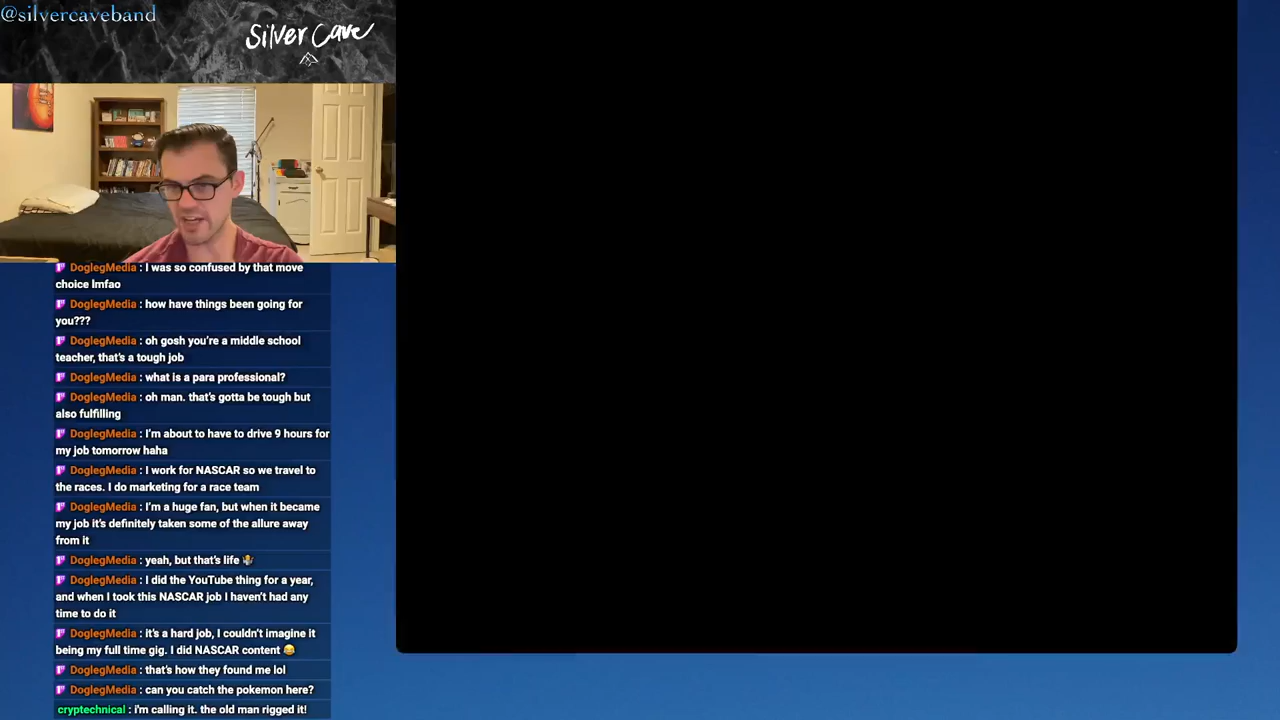 @silvercaveband
Silver Cave
DoglegMedia : I was so confused by that move
choice lmfao
DoglegMedia : how have things been going for
you???
DoglegMedia : oh gosh you're a middle school
teacher, that's a tough job
DoglegMedia : what is a para professional?
DoglegMedia : oh man. that's gotta be tough but
also fulfilling
DoglegMedia : I'm about to have to drive 9 hours for
my job tomorrow haha
DoglegMedia : I work for NASCAR so we travel to
the races. I do marketing for a race team
DoglegMedia : I'm a huge fan, but when it became
my job it's definitely taken some of the allure away
from it
DoglegMedia : yeah, but that's life 🤷
DoglegMedia : I did the YouTube thing for a year,
and when I took this NASCAR job I haven't had any
time to do it
DoglegMedia : it's a hard job, I couldn't imagine it
being my full time gig. I did NASCAR content 😂
DoglegMedia : that's how they found me lol
DoglegMedia : can you catch the pokemon here?
cryptechnical : i'm calling it. the old man rigged it!